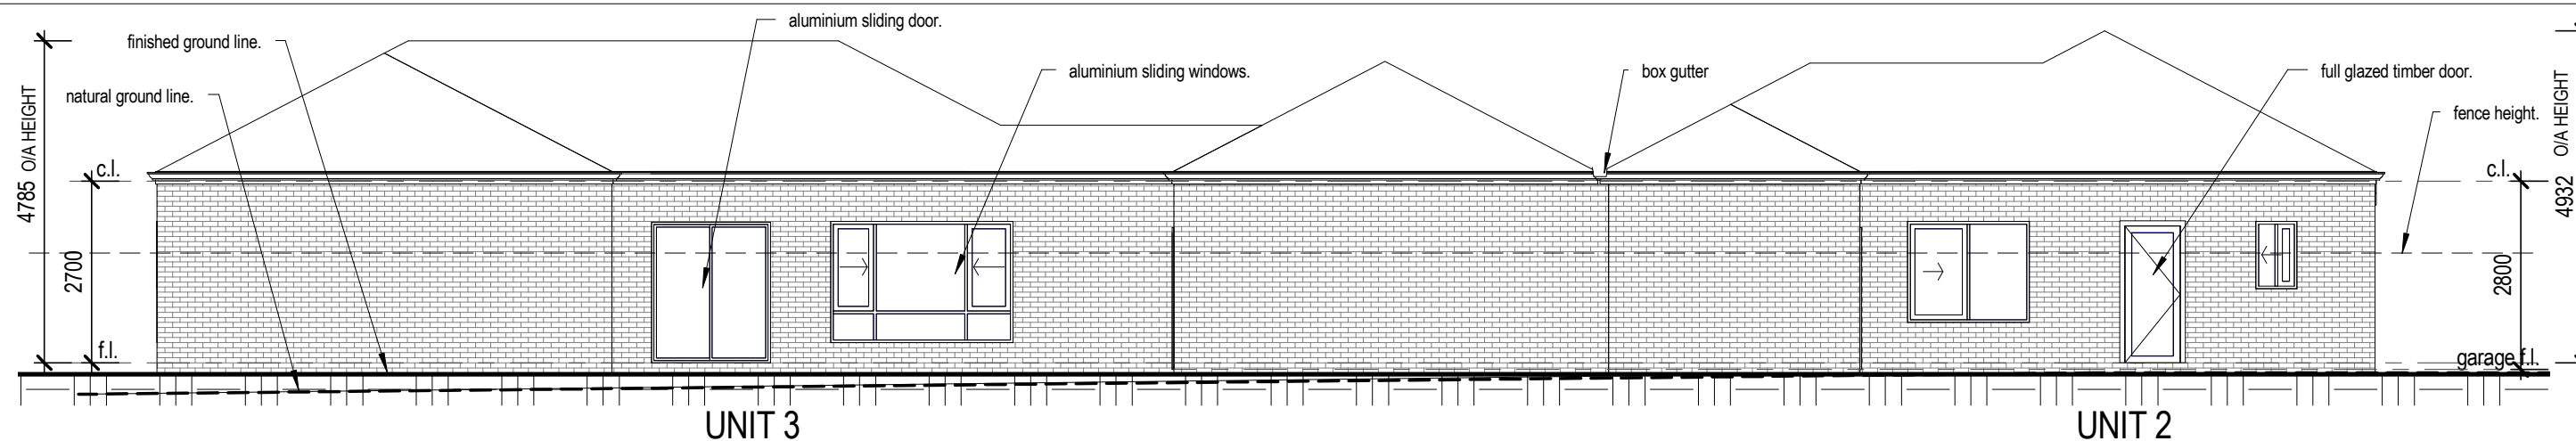 aluminium sliding door.
finished ground line.
aluminium sliding windows.
box gutter
full glazed timber door.
natural ground line.
fence height.
4785 O/A HEIGHT
c.l.
2700
f.l.
4932 O/A HEIGHT
c.l.
2800
garage f.l.
UNIT 3
UNIT 2